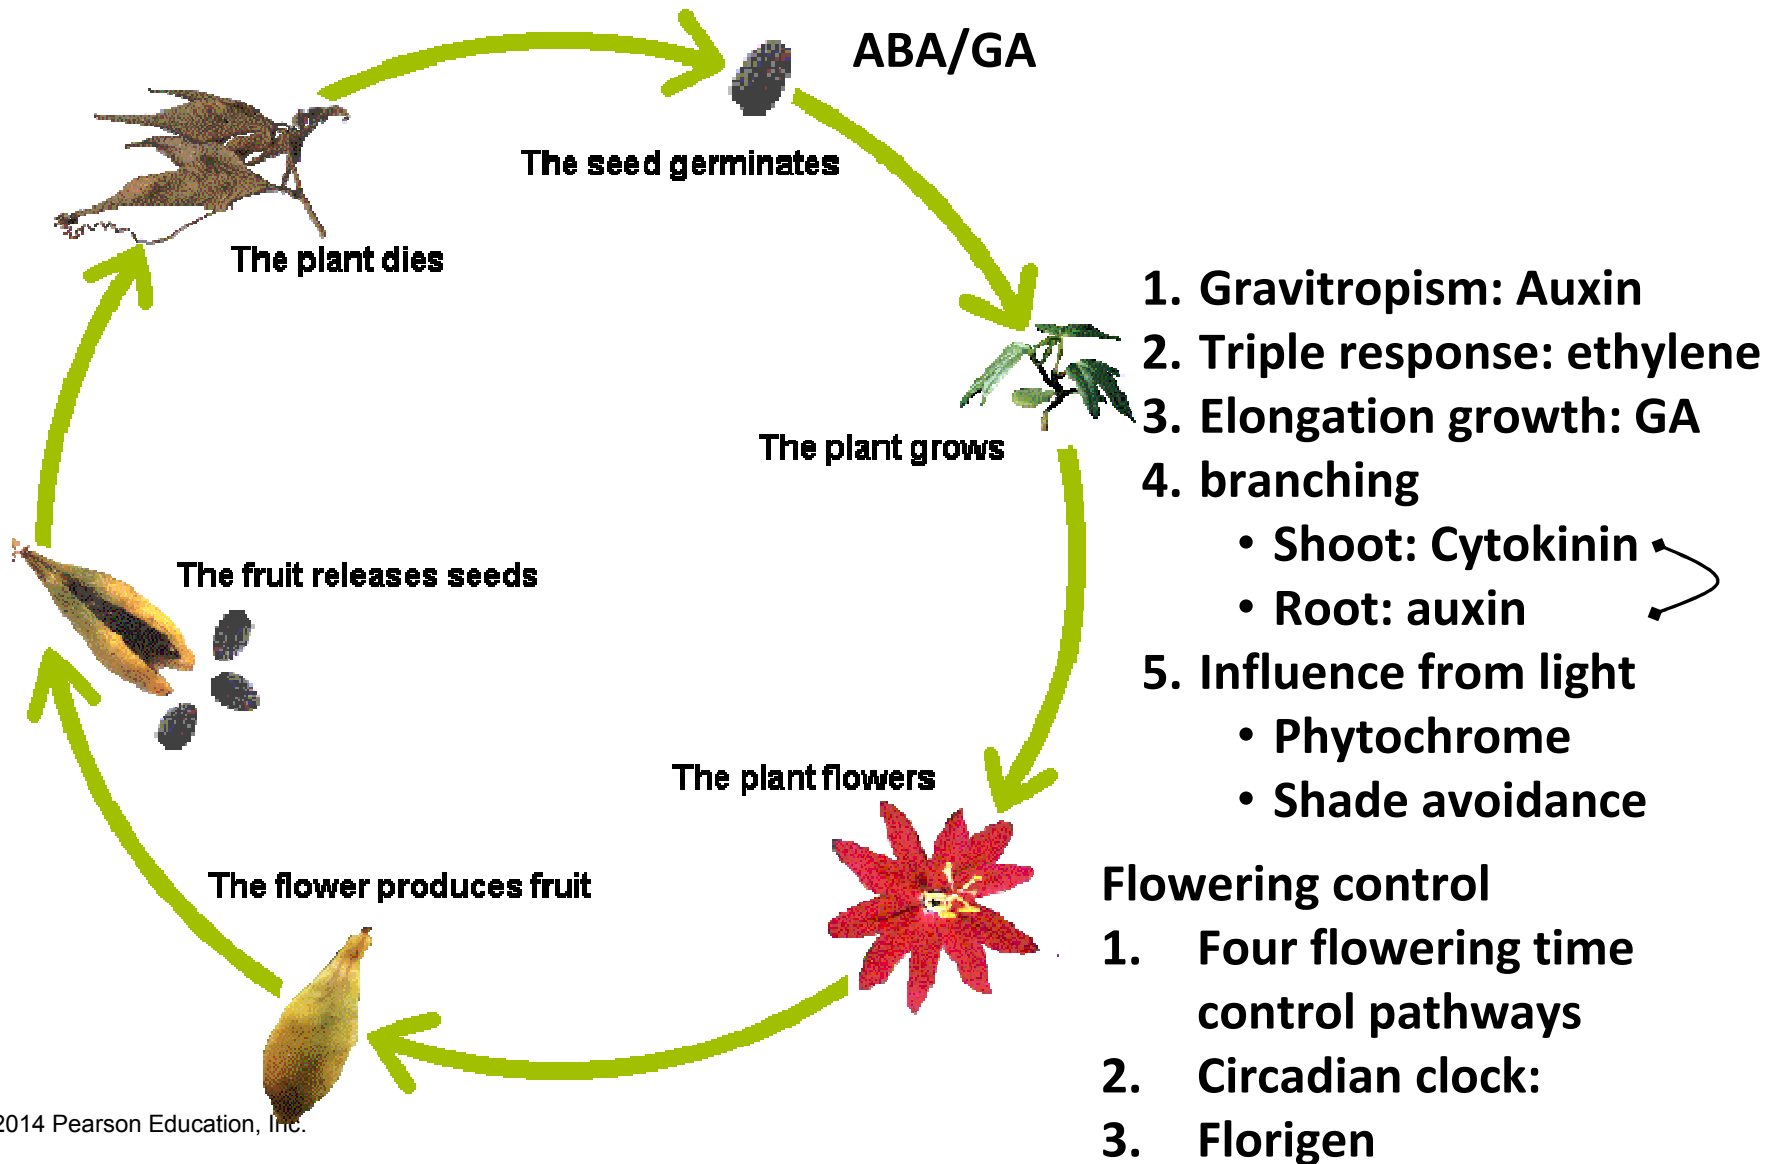 ABA/GA
The seed germinates
The plant dies
1. Gravitropism: Auxin
2. Triple response: ethylene
3. Elongation growth: GA
The plant grows
4. branching
• Shoot: Cytokinin
• Root: auxin
The fruit releases seeds
5. Influence from light
• Phytochrome
• Shade avoidance
The plant flowers
The flower produces fruit
Flowering control
1. Four flowering time
control pathways
2. Circadian clock:
3. Florigen
2014 Pearson Education, Inc.